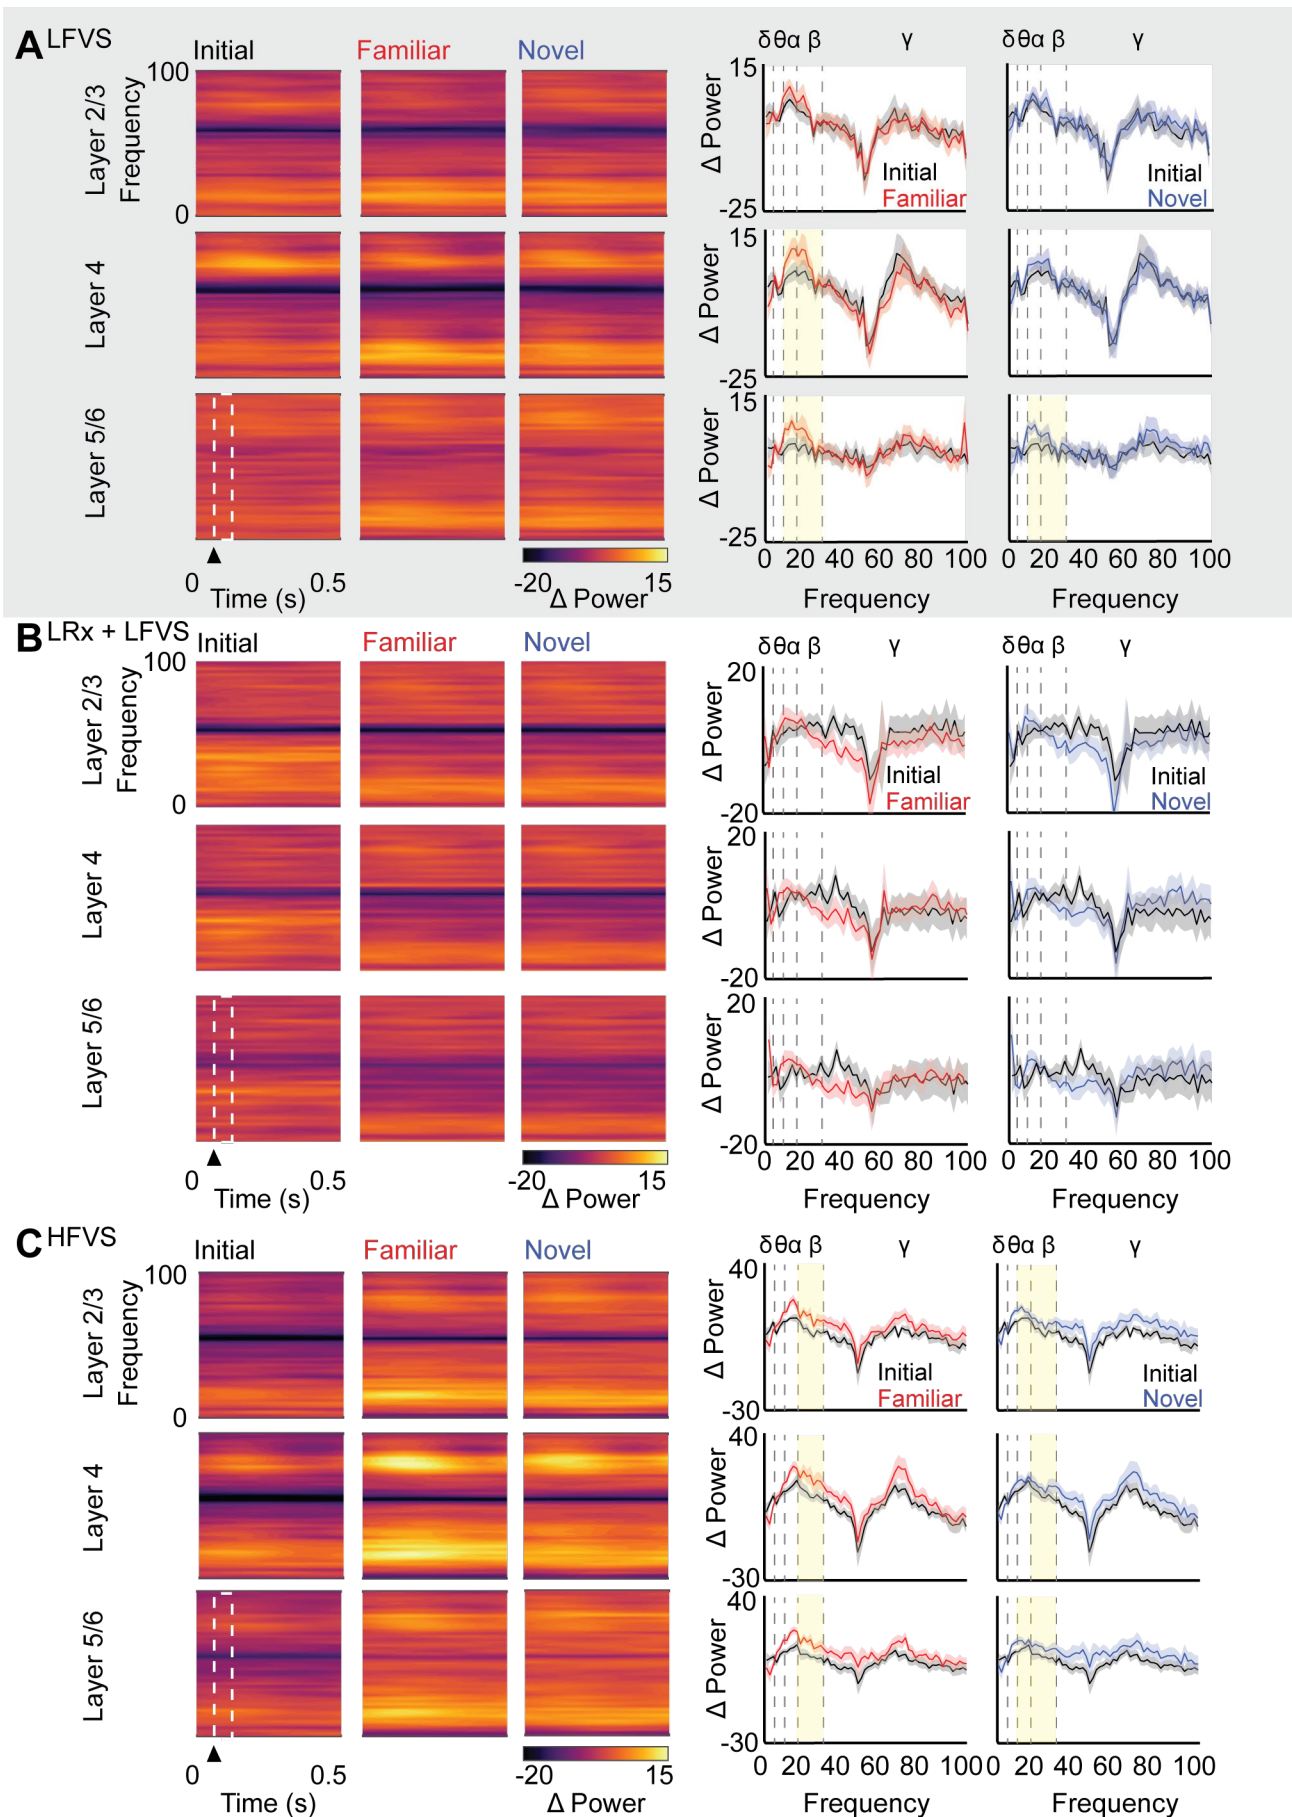 A LFVS
Initial Familiar Novel
δθα β γ
δθα β γ
100
0
Layer 2/3
Frequency
15
-25
Δ Power
Initial
Familiar
Initial
Novel
Layer 4
15
-25
Δ Power
Layer 5/6
15
-25
Δ Power
0 0.5
Time (s)
-20 15
Δ Power
0 20 40 60 80 100
Frequency
0 20 40 60 80 100
Frequency
B LRx + LFVS
Initial Familiar Novel
δθα β γ
δθα β γ
100
0
Layer 2/3
Frequency
20
-20
Δ Power
Initial
Familiar
Initial
Novel
Layer 4
20
-20
Δ Power
Layer 5/6
20
-20
Δ Power
0 0.5
Time (s)
-20 15
Δ Power
0 20 40 60 80 100
Frequency
0 40 60 80 100
Frequency
C HFVS
Initial Familiar Novel
δθα β γ
δθα β γ
100
0
Layer 2/3
Frequency
40
-30
Δ Power
Initial
Familiar
Initial
Novel
Layer 4
40
-30
Δ Power
Layer 5/6
40
-30
Δ Power
0 0.5
Time (s)
-20 15
Δ Power
0 20 40 60 80 100
Frequency
0 20 40 60 80 100
Frequency